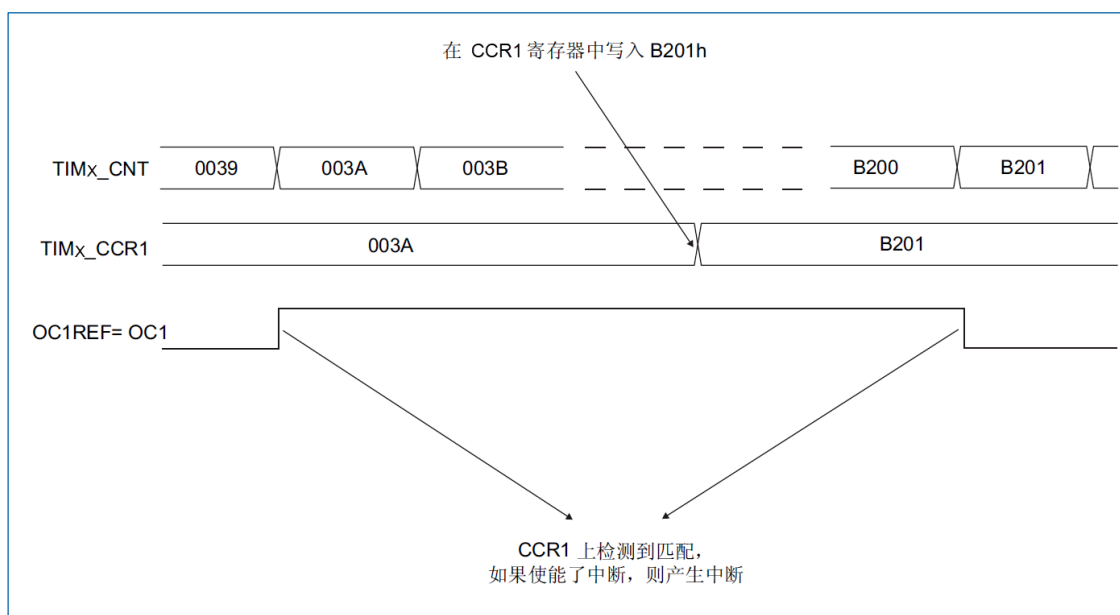 在 CCR1 寄存器中写入 B201h
TIMx_CNT 0039 003A 003B B200 B201
TIMx_CCR1 003A B201
OC1REF= OC1
CCR1 上检测到匹配，
如果使能了中断，则产生中断